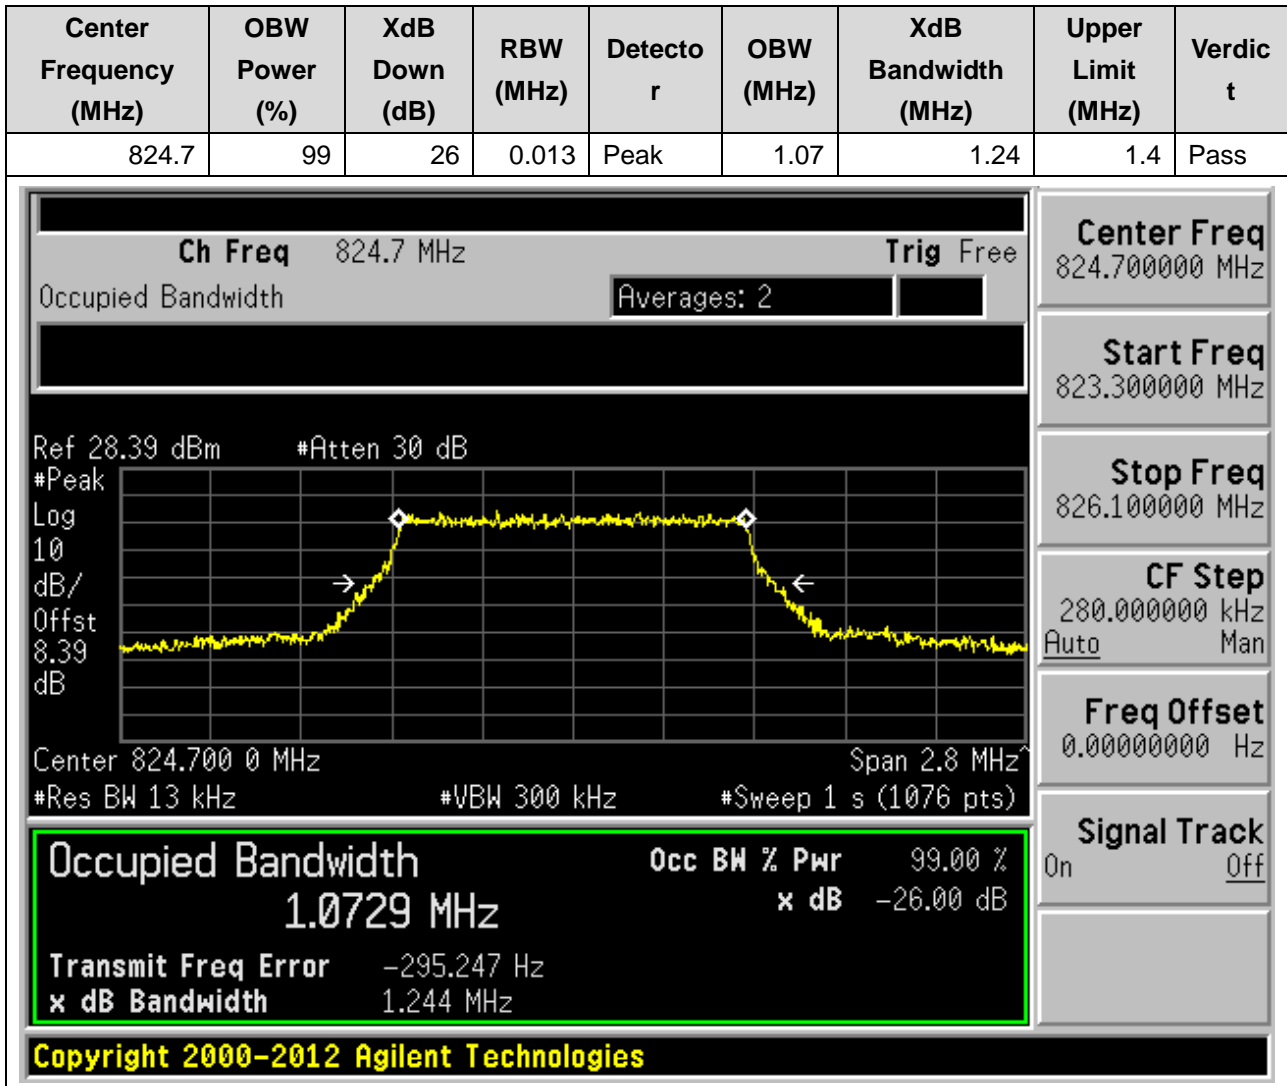 Center Frequency (MHz) OBW Power (%) XdB Down (dB) RBW (MHz) Detecto r OBW (MHz) XdB Bandwidth (MHz) Upper Limit (MHz) Verdic t
824.7 99 26 0.013 Peak 1.07 1.24 1.4 Pass
Ch Freq 824.7 MHz Trig Free
Occupied Bandwidth Averages: 2
Ref 28.39 dBm #Atten 30 dB
#Peak
Log
10
dB/
Offst
8.39
dB
Center 824.700 0 MHz Span 2.8 MHz^
#Res BW 13 kHz #VBW 300 kHz #Sweep 1 s (1076 pts)
Occupied Bandwidth Occ BW % Pwr 99.00 %
1.0729 MHz x dB -26.00 dB
Transmit Freq Error -295.247 Hz
x dB Bandwidth 1.244 MHz
Copyright 2000-2012 Agilent Technologies
Center Freq
824.700000 MHz
Start Freq
823.300000 MHz
Stop Freq
826.100000 MHz
CF Step
280.000000 kHz
Auto Man
Freq Offset
0.00000000 Hz
Signal Track
On Off